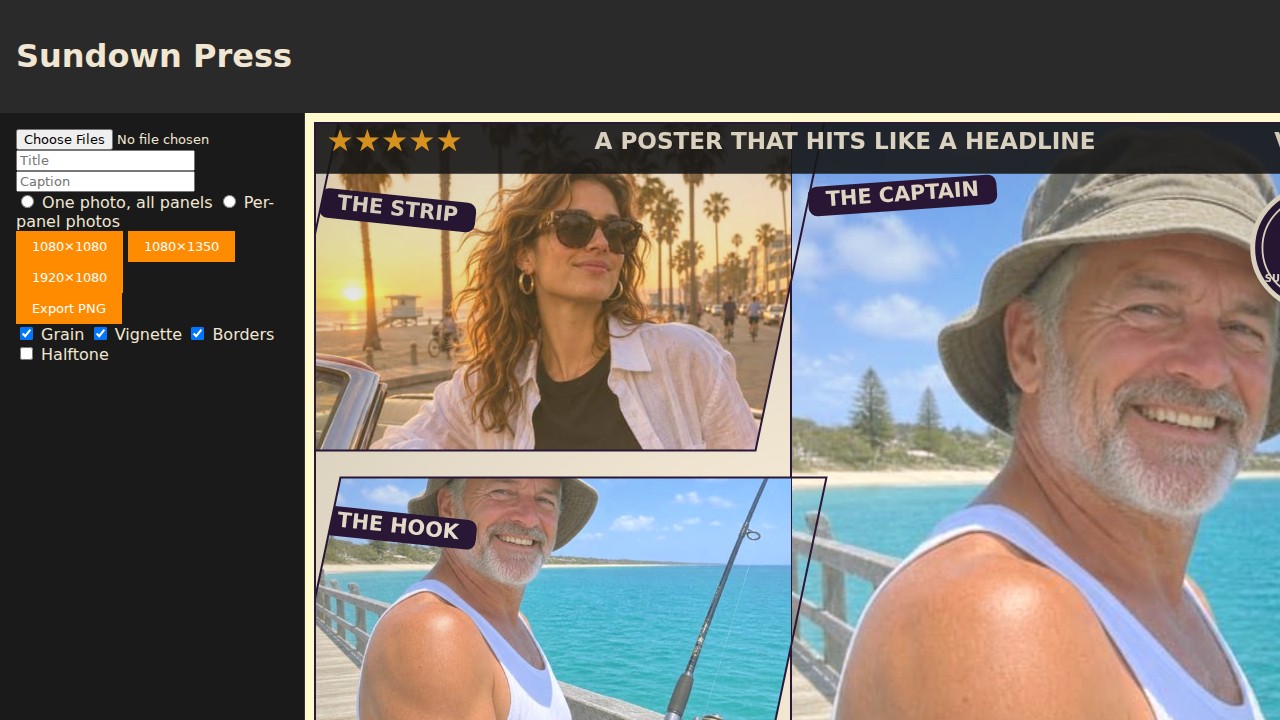 Sundown Press
Choose Files No file chosen
Title
Caption
One photo, all panels Per-
panel photos
1080×1080 1080×1350
1920×1080
Export PNG
Grain Vignette Borders
Halftone
★★★★★ A POSTER THAT HITS LIKE A HEADLINE
THE STRIP
THE CAPTAIN
THE HOOK